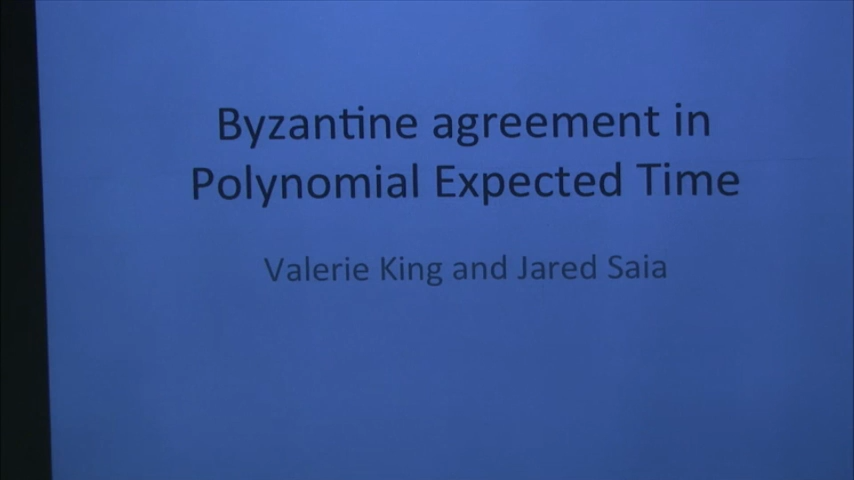 Byzantine agreement in
Polynomial Expected Time
Valerie King and Jared Saia